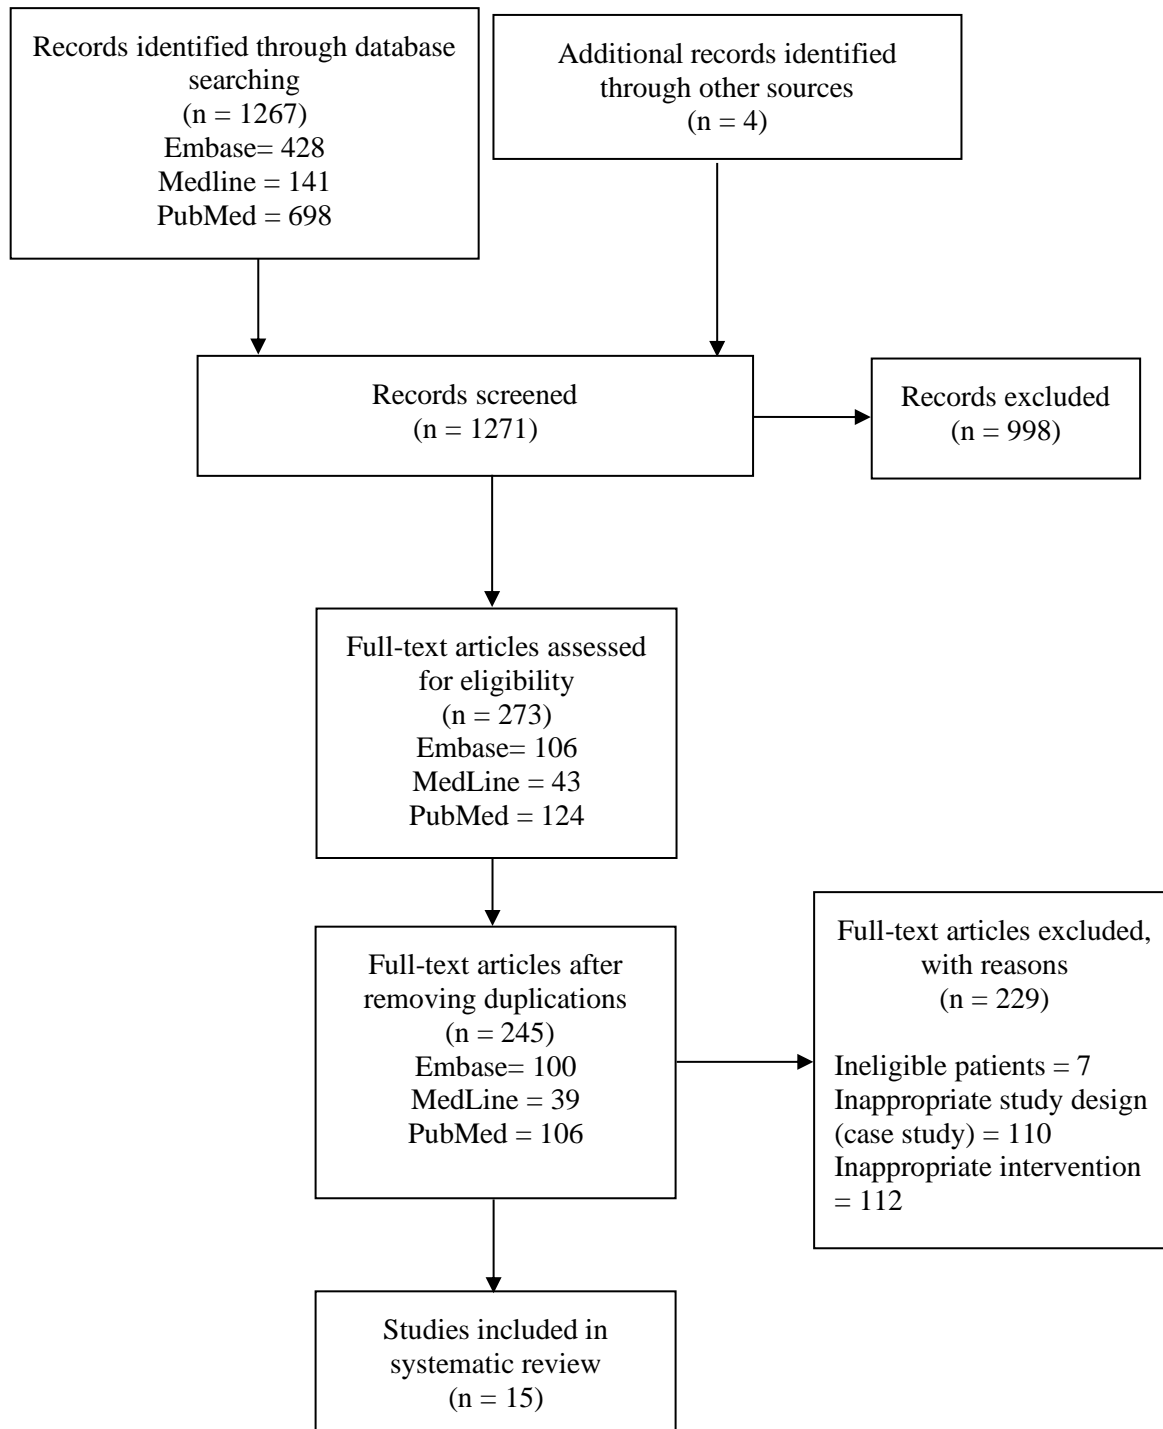 Records identified through database
searching
(n = 1267)
Embase= 428
Medline = 141
PubMed = 698
Additional records identified
through other sources
(n = 4)
Records screened
(n = 1271)
Records excluded
(n = 998)
Full-text articles assessed
for eligibility
(n = 273)
Embase= 106
MedLine = 43
PubMed = 124
Full-text articles after
removing duplications
(n = 245)
Embase= 100
MedLine = 39
PubMed = 106
Full-text articles excluded,
with reasons
(n = 229)
Ineligible patients = 7
Inappropriate study design
(case study) = 110
Inappropriate intervention
= 112
Studies included in
systematic review
(n = 15)